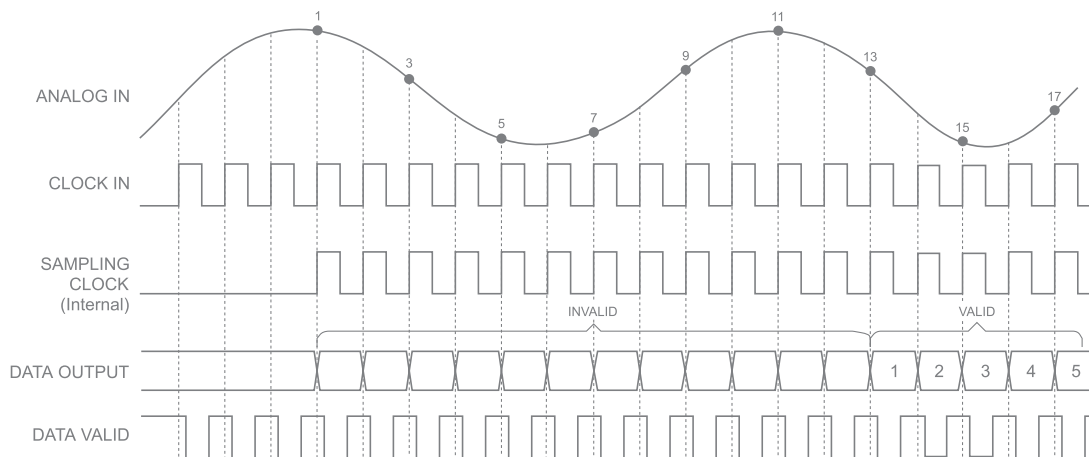 1
11
3
9
13
ANALOG IN
5
7
15
17
CLOCK IN
SAMPLING
CLOCK
(Internal)
INVALID
VALID
DATA OUTPUT
1
2
3
4
5
DATA VALID